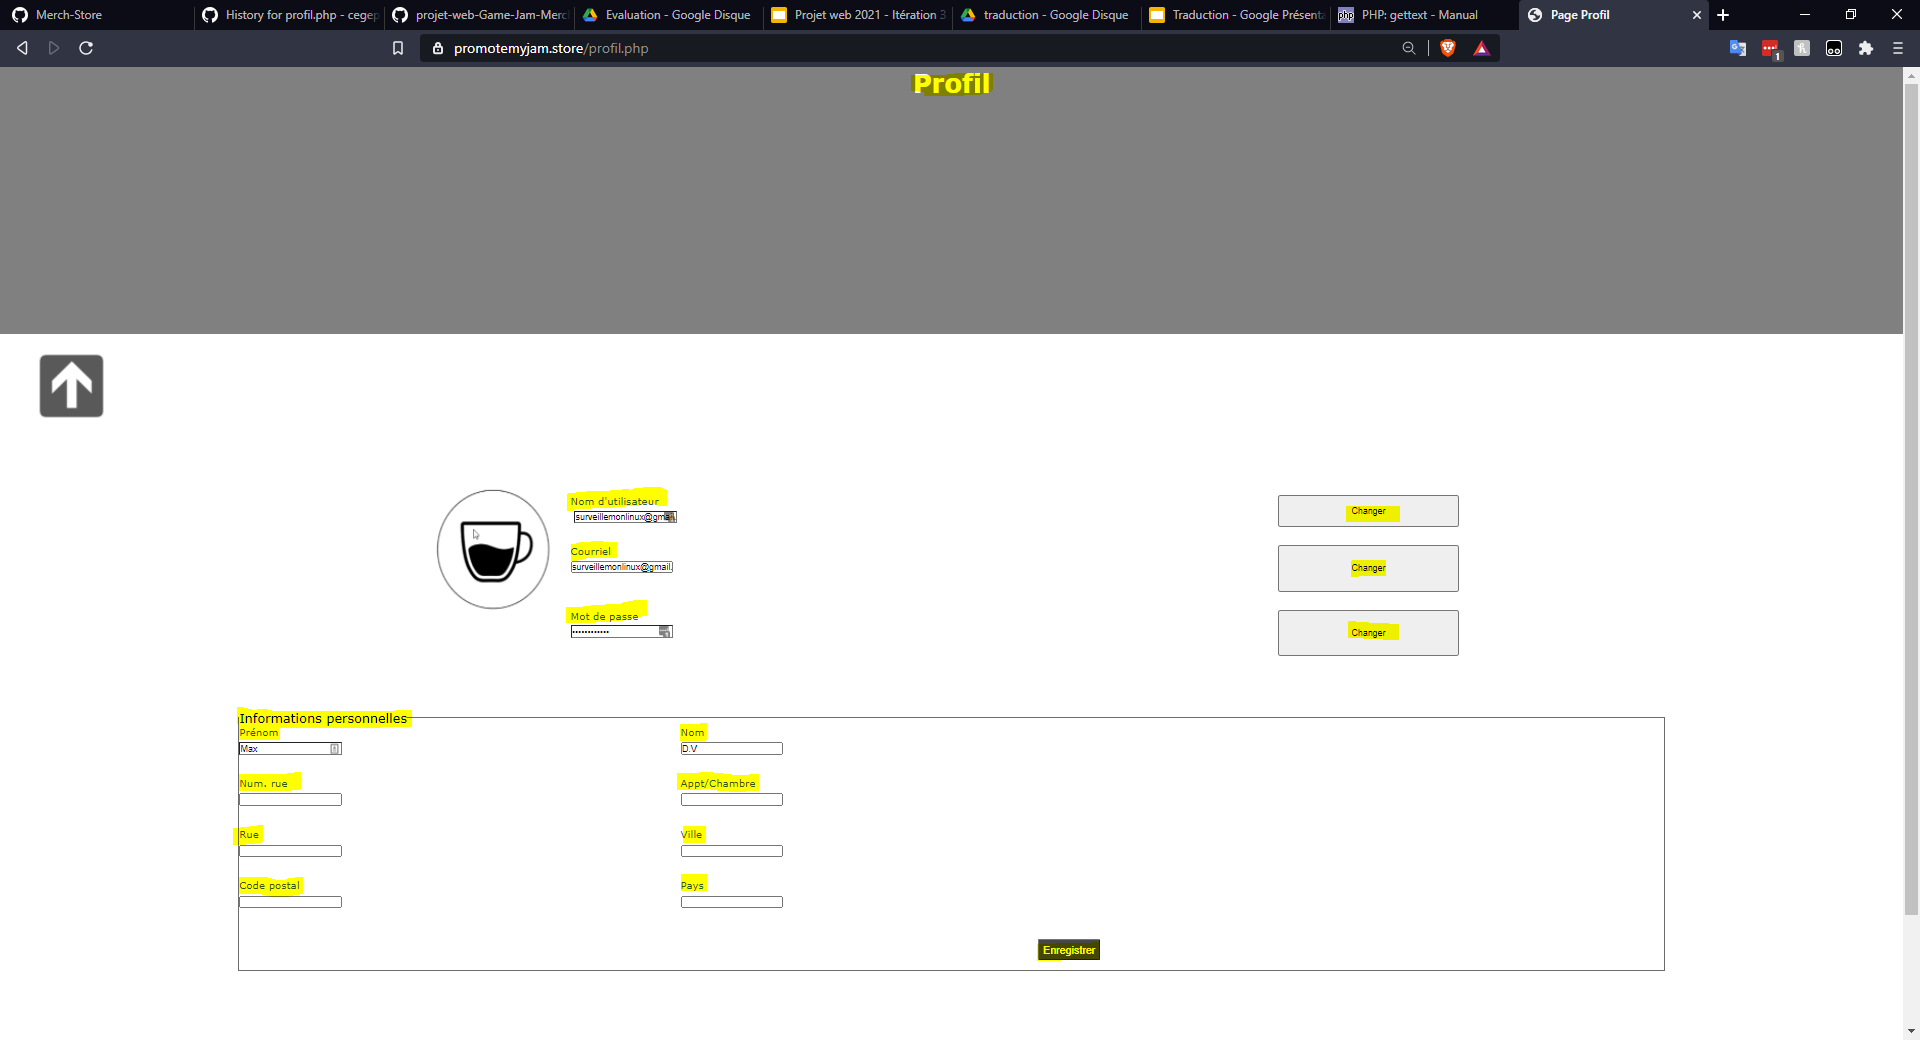 Merch-Store
History for profil.php - cegep
projet-web-Game-Jam-Merc
Evaluation - Google Disque
Projet web 2021 - Itération 3
traduction - Google Disque
Traduction - Google Présenta
php
PHP: gettext - Manual
Page Profil
promotemyjam.store/profil.php
1
Profil
Nom d'utilisateur
surveillemonlinux@gmai
Changer
Courriel
surveillemonlinux@gmail.
Changer
Mot de passe
••••••••••••
Changer
Informations personnelles
Prénom
Nom
Max
D.V
Num. rue
Appt/Chambre
Rue
Ville
Code postal
Pays
Enregistrer